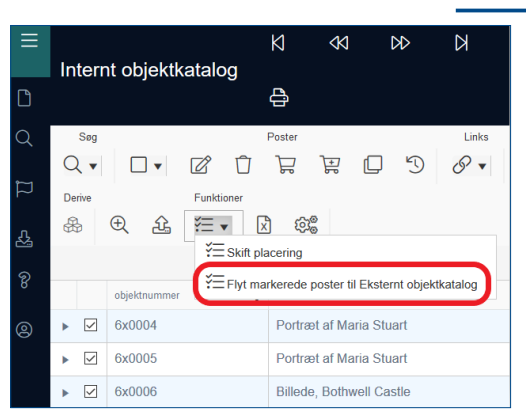 Internt objektkatalog
Søg Poster Links
Derive Funktioner
Skift placering
Flyt markerede poster til Eksternt objektkatalog
objektnummer
6x0004 Portræt af Maria Stuart
6x0005 Portræt af Maria Stuart
6x0006 Billede, Bothwell Castle